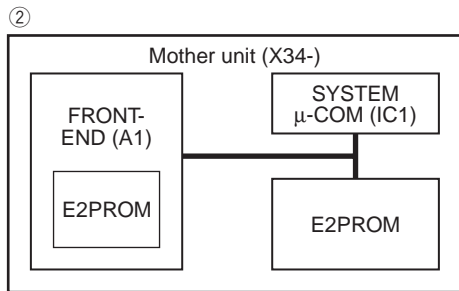 ②
Mother unit (X34-)
FRONT-
END (A1)
E2PROM
SYSTEM
μ-COM (IC1)
E2PROM